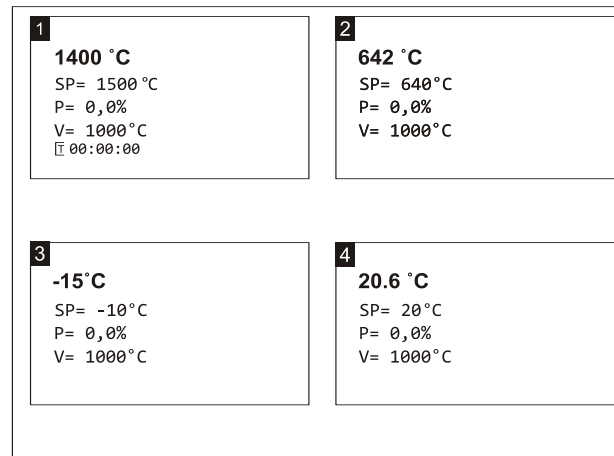 1
1400 °C
SP= 1500 °C
P= 0,0%
V= 1000°C
T 00:00:00
2
642 °C
SP= 640°C
P= 0,0%
V= 1000°C
3
-15°C
SP= -10°C
P= 0,0%
V= 1000°C
4
20.6 °C
SP= 20°C
P= 0,0%
V= 1000°C